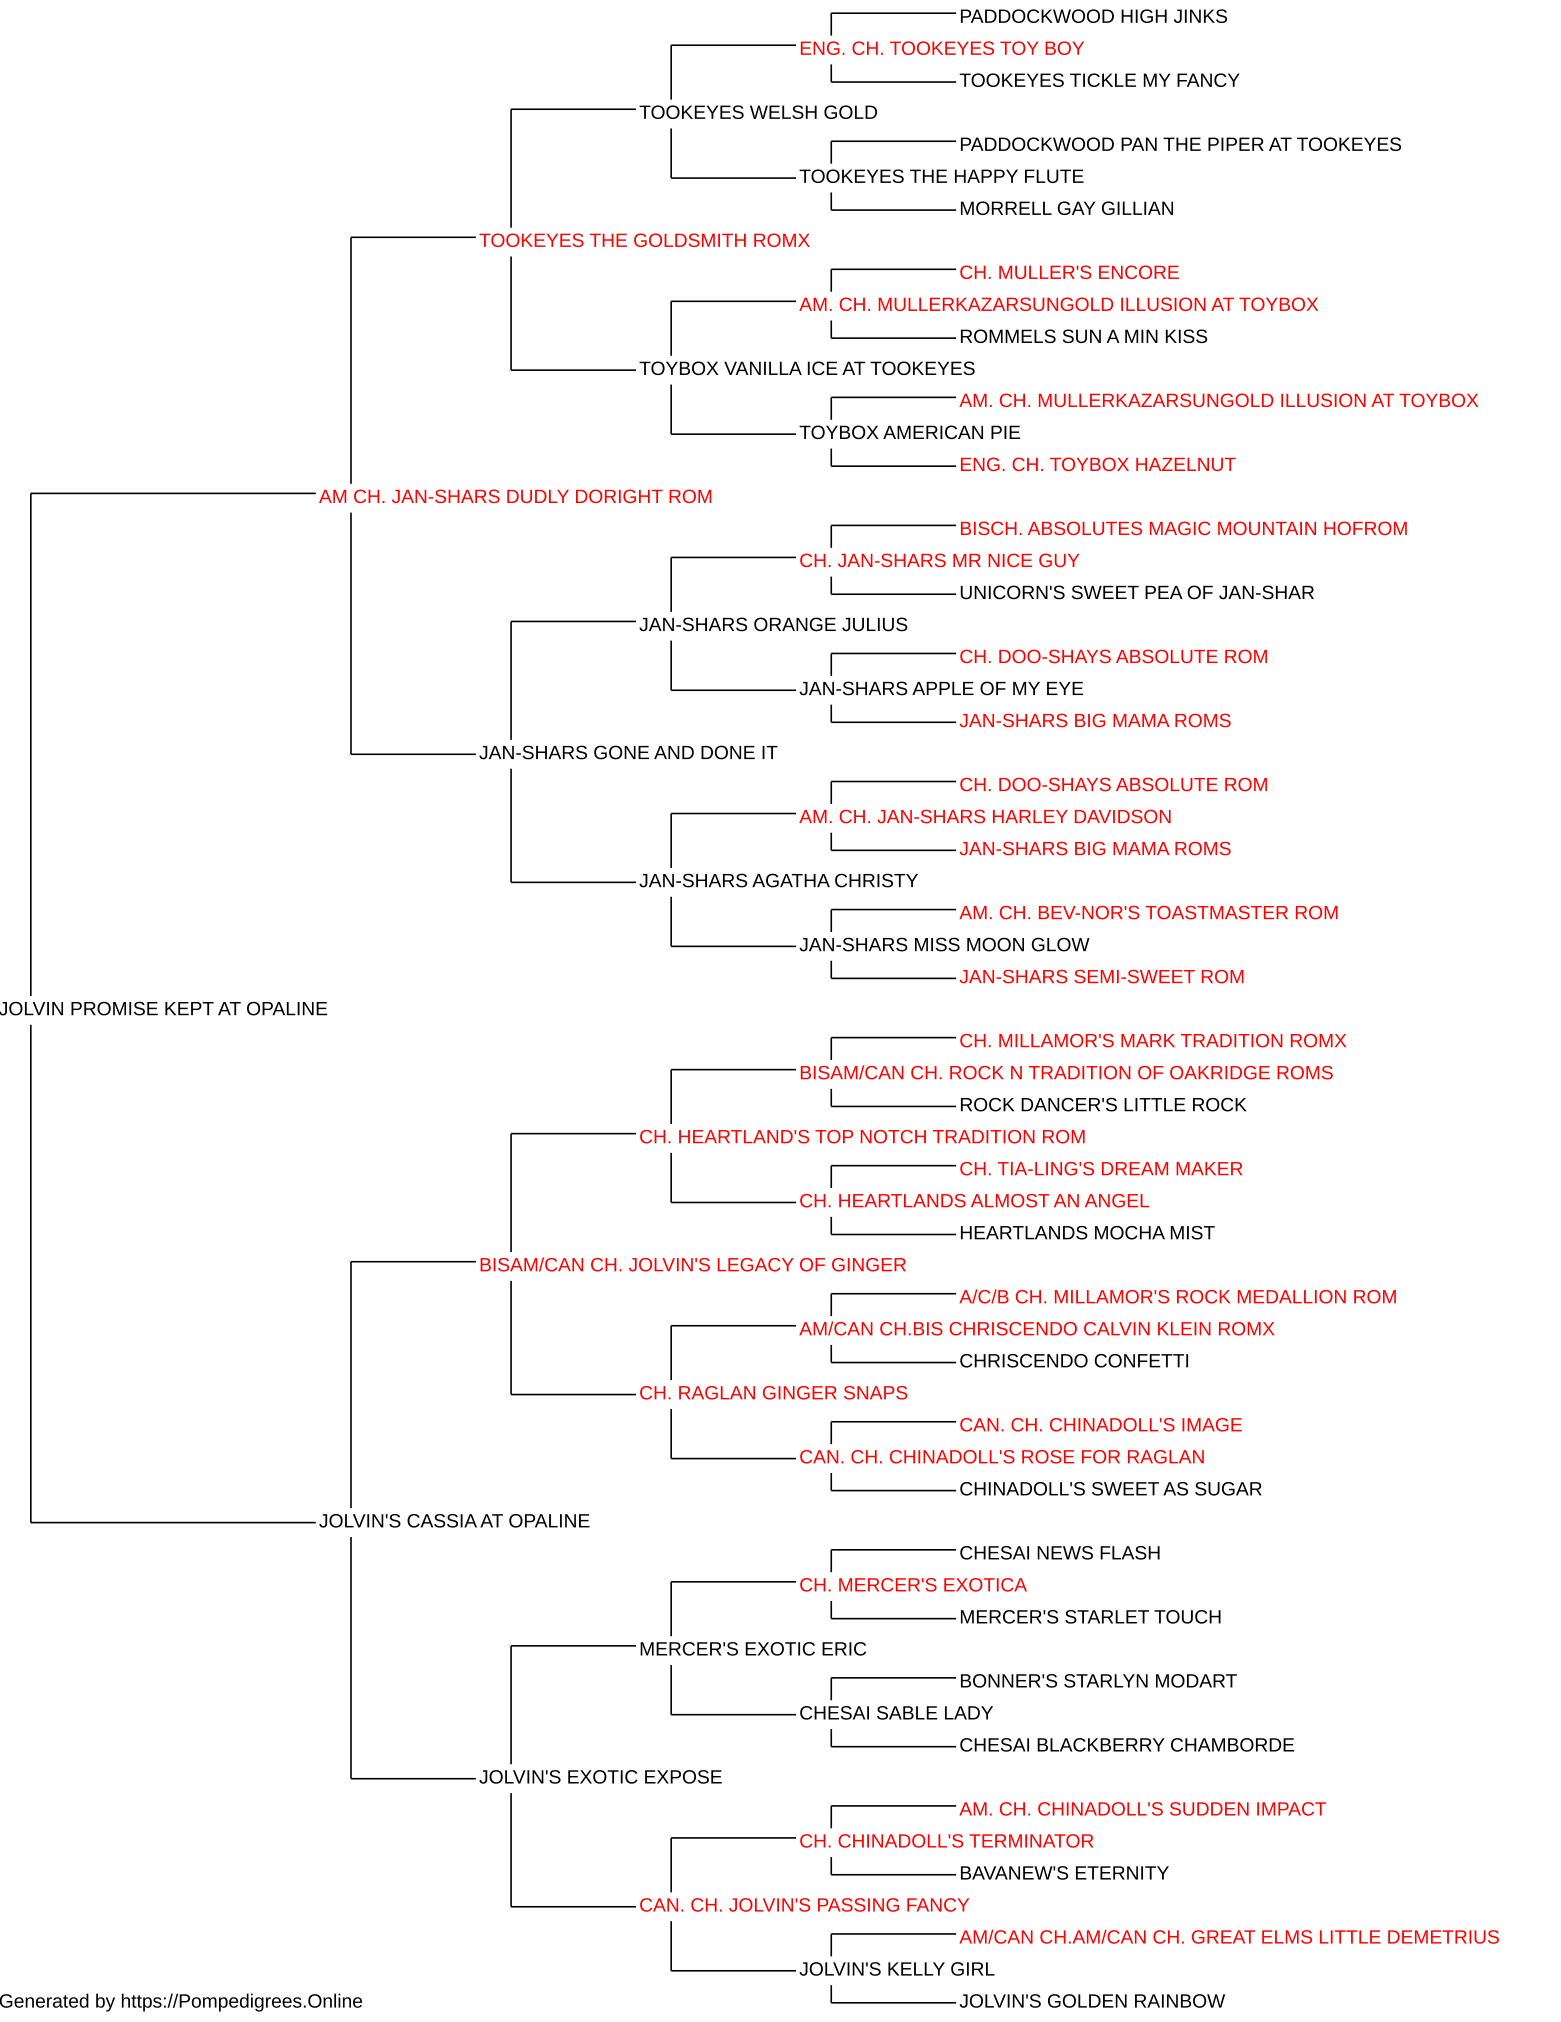 PADDOCKWOOD HIGH JINKS
ENG. CH. TOOKEYES TOY BOY
TOOKEYES TICKLE MY FANCY
TOOKEYES WELSH GOLD
PADDOCKWOOD PAN THE PIPER AT TOOKEYES
TOOKEYES THE HAPPY FLUTE
MORRELL GAY GILLIAN
TOOKEYES THE GOLDSMITH ROMX
CH. MULLER'S ENCORE
AM. CH. MULLERKAZARSUNGOLD ILLUSION AT TOYBOX
ROMMELS SUN A MIN KISS
TOYBOX VANILLA ICE AT TOOKEYES
AM. CH. MULLERKAZARSUNGOLD ILLUSION AT TOYBOX
TOYBOX AMERICAN PIE
ENG. CH. TOYBOX HAZELNUT
AM CH. JAN-SHARS DUDLY DORIGHT ROM
BISCH. ABSOLUTES MAGIC MOUNTAIN HOFROM
CH. JAN-SHARS MR NICE GUY
UNICORN'S SWEET PEA OF JAN-SHAR
JAN-SHARS ORANGE JULIUS
CH. DOO-SHAYS ABSOLUTE ROM
JAN-SHARS APPLE OF MY EYE
JAN-SHARS BIG MAMA ROMS
JAN-SHARS GONE AND DONE IT
CH. DOO-SHAYS ABSOLUTE ROM
AM. CH. JAN-SHARS HARLEY DAVIDSON
JAN-SHARS BIG MAMA ROMS
JAN-SHARS AGATHA CHRISTY
AM. CH. BEV-NOR'S TOASTMASTER ROM
JAN-SHARS MISS MOON GLOW
JAN-SHARS SEMI-SWEET ROM
JOLVIN PROMISE KEPT AT OPALINE
CH. MILLAMOR'S MARK TRADITION ROMX
BISAM/CAN CH. ROCK N TRADITION OF OAKRIDGE ROMS
ROCK DANCER'S LITTLE ROCK
CH. HEARTLAND'S TOP NOTCH TRADITION ROM
CH. TIA-LING'S DREAM MAKER
CH. HEARTLANDS ALMOST AN ANGEL
HEARTLANDS MOCHA MIST
BISAM/CAN CH. JOLVIN'S LEGACY OF GINGER
A/C/B CH. MILLAMOR'S ROCK MEDALLION ROM
AM/CAN CH.BIS CHRISCENDO CALVIN KLEIN ROMX
CHRISCENDO CONFETTI
CH. RAGLAN GINGER SNAPS
CAN. CH. CHINADOLL'S IMAGE
CAN. CH. CHINADOLL'S ROSE FOR RAGLAN
CHINADOLL'S SWEET AS SUGAR
JOLVIN'S CASSIA AT OPALINE
CHESAI NEWS FLASH
CH. MERCER'S EXOTICA
MERCER'S STARLET TOUCH
MERCER'S EXOTIC ERIC
BONNER'S STARLYN MODART
CHESAI SABLE LADY
CHESAI BLACKBERRY CHAMBORDE
JOLVIN'S EXOTIC EXPOSE
AM. CH. CHINADOLL'S SUDDEN IMPACT
CH. CHINADOLL'S TERMINATOR
BAVANEW'S ETERNITY
CAN. CH. JOLVIN'S PASSING FANCY
AM/CAN CH.AM/CAN CH. GREAT ELMS LITTLE DEMETRIUS
JOLVIN'S KELLY GIRL
JOLVIN'S GOLDEN RAINBOW
Generated by https://Pompedigrees.Online